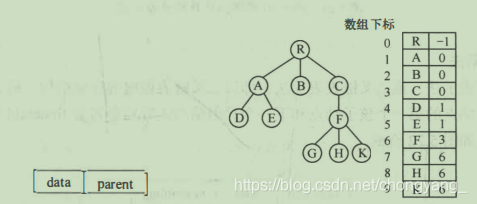 数组下标
R
A
B
C
D
E
F
G
H
K
0 R -1
1 A 0
2 B 0
3 C 0
4 D 1
5 E 1
6 F 3
7 G 6
8 H 6
9 K 6
data parent
https://blog.csdn.net/chongyang_